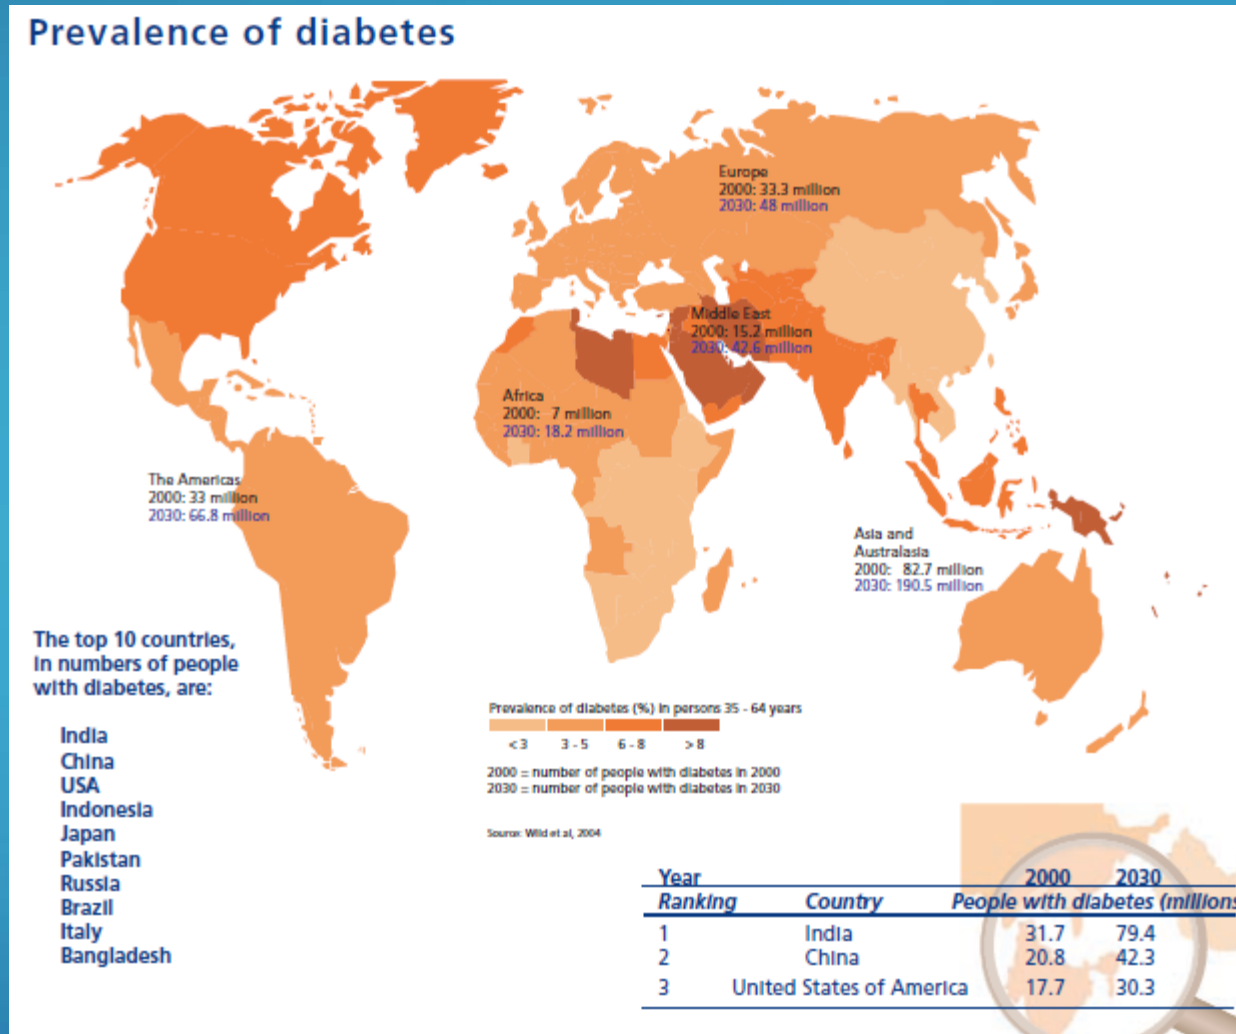 Prevalence of diabetes
Europe
2000: 33.3 million
2030: 48 million
Middle East
2000: 15.2 million
2030: 42.6 million
Africa
2000: 7 million
2030: 18.2 million
The Americas
2000: 33 million
2030: 66.8 million
Asia and
Australasia
2000: 82.7 million
2030: 190.5 million
The top 10 countries,
in numbers of people
with diabetes, are:
India
China
USA
Indonesia
Japan
Pakistan
Russia
Brazil
Italy
Bangladesh
Prevalence of diabetes (%) in persons 35 - 64 years
<3 3 - 5 6 - 8 >8
2000 = number of people with diabetes in 2000
2030 = number of people with diabetes in 2030
Source: Wild et al, 2004
Year 2000 2030
Ranking Country People with diabetes (millions
1 India 31.7 79.4
2 China 20.8 42.3
3 United States of America 17.7 30.3